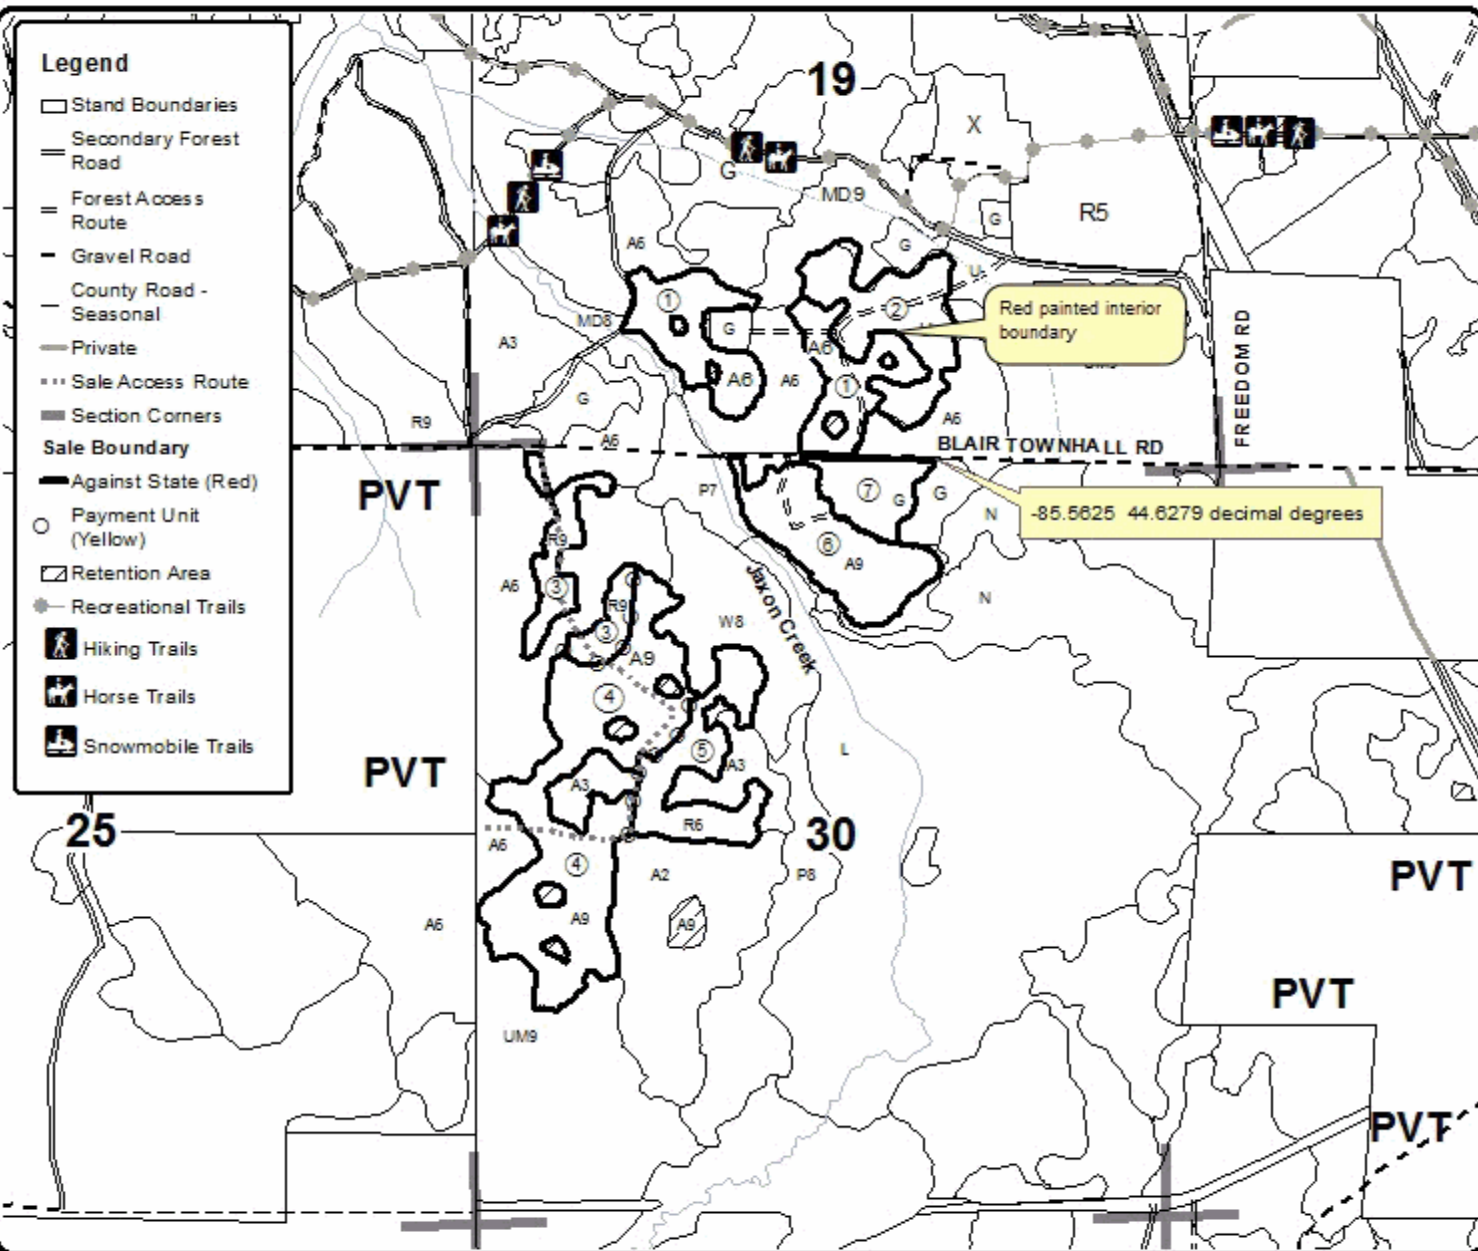 Legend
Stand Boundaries
Secondary Forest
Road
Forest Access
Route
Gravel Road
County Road -
Seasonal
Private
Sale Access Route
Section Corners
Sale Boundary
Against State (Red)
Payment Unit
(Yellow)
Retention Area
Recreational Trails
Hiking Trails
Horse Trails
Snowmobile Trails
19
X
G
MD9
G
R5
G
A6
U
1
2
Red painted interior
boundary
MD8
G
A3
A6
A6
A6
1
FREEDOM RD
G
R9
A6
A6
BLAIR TOWNHALL RD
PVT
P7
7
G
G
N
-85.5625 44.6279 decimal degrees
R9
6
A9
A6
3
Jaxon Creek
N
R9
3
W8
A9
4
5
L
PVT
A3
A3
25
R6
30
A6
4
A2
P8
PVT
A9
A9
A6
PVT
UM9
PVT